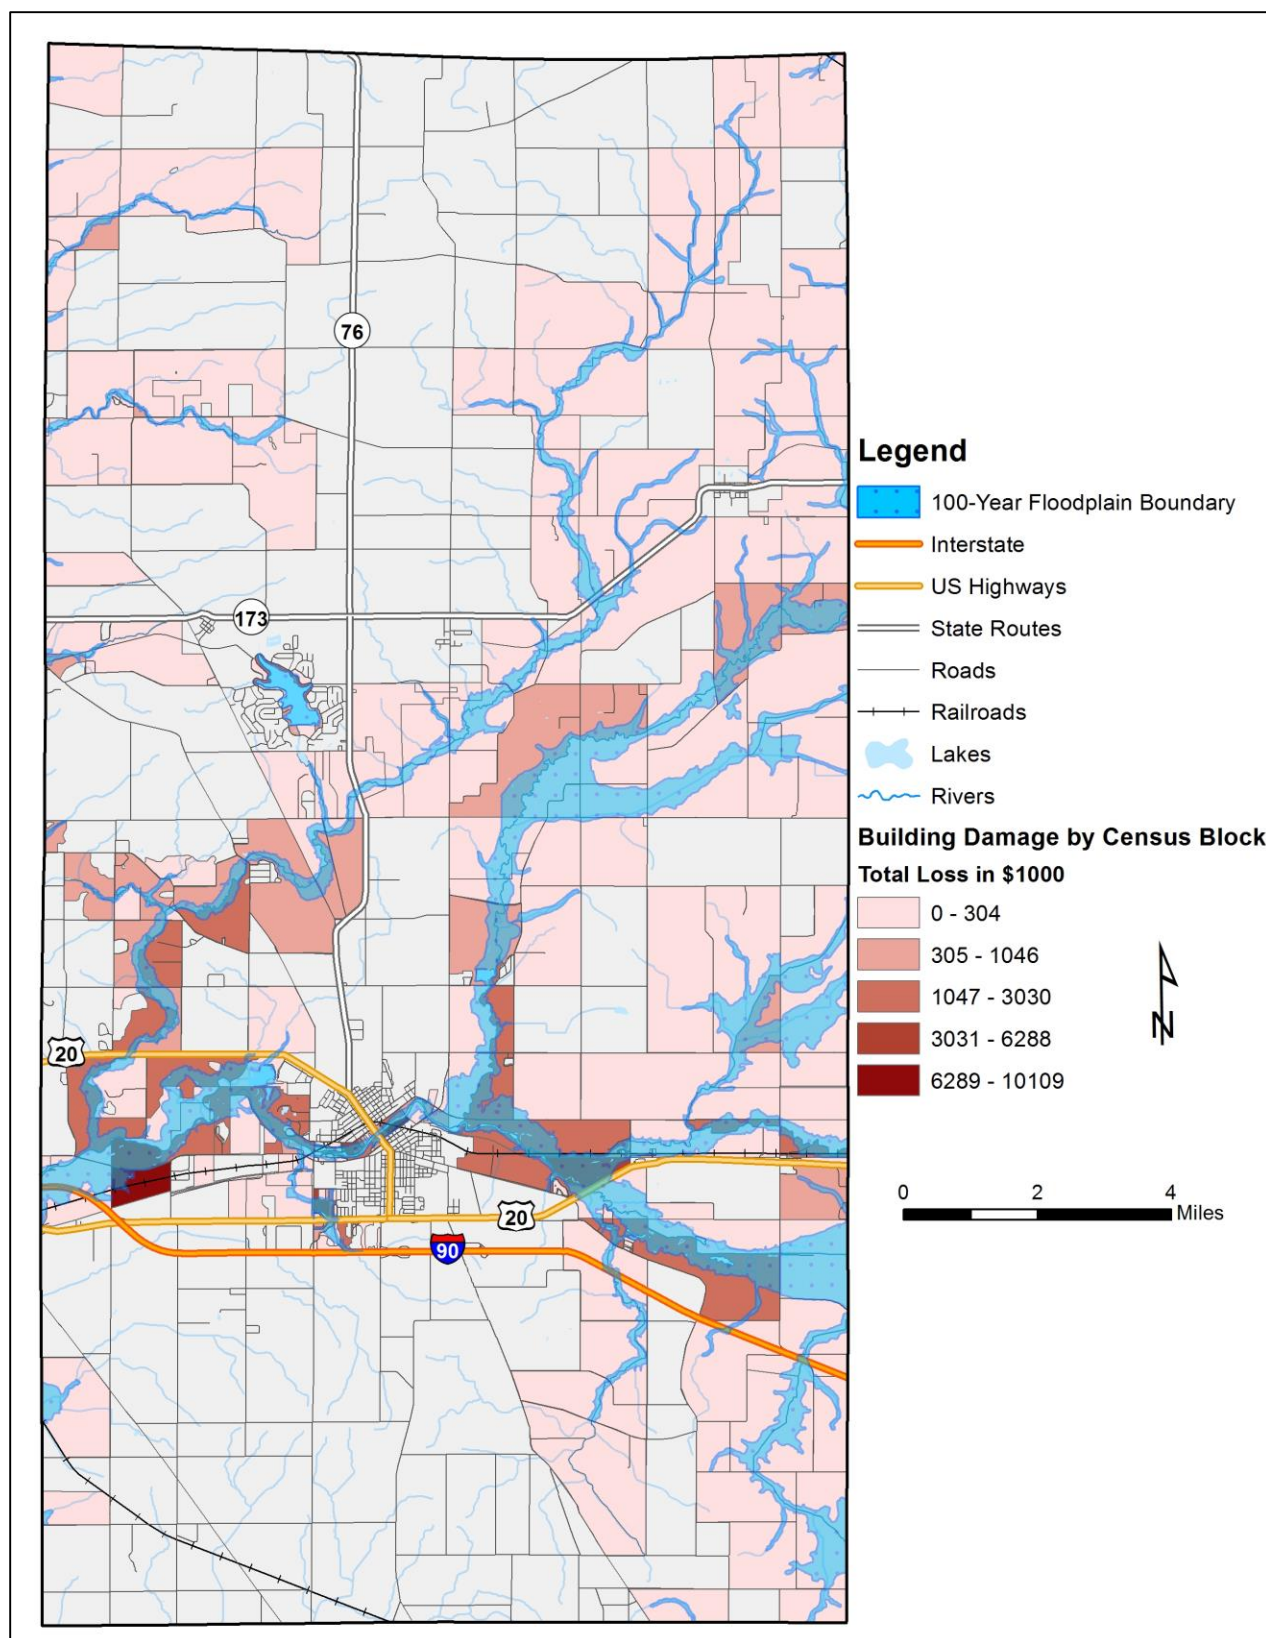 76
173
20
20
90
Legend
100-Year Floodplain Boundary
Interstate
US Highways
State Routes
Roads
Railroads
Lakes
Rivers
Building Damage by Census Block
Total Loss in $1000
0 - 304
305 - 1046
1047 - 3030
3031 - 6288
6289 - 10109
N
0 2 4
Miles